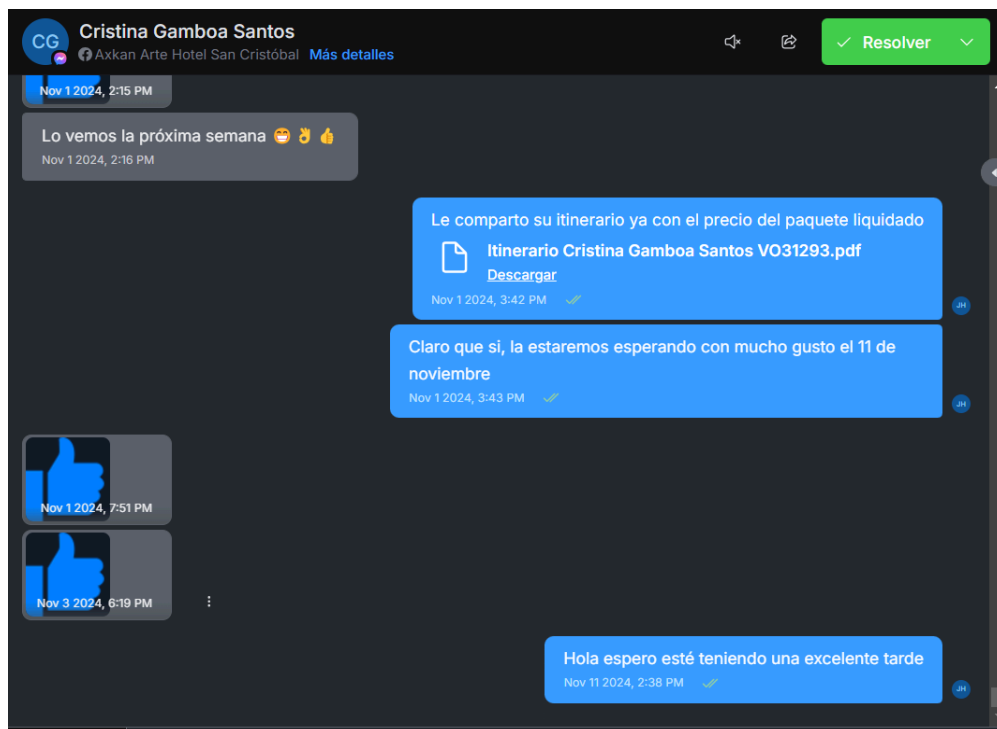 CG
Cristina Gamboa Santos
Axkan Arte Hotel San Cristóbal Más detalles
Resolver
Nov 1 2024, 2:15 PM
Lo vemos la próxima semana 😁 👌 👍
Nov 1 2024, 2:16 PM
Le comparto su itinerario ya con el precio del paquete liquidado
Itinerario Cristina Gamboa Santos VO31293.pdf
Descargar
Nov 1 2024, 3:42 PM
JH
Claro que si, la estaremos esperando con mucho gusto el 11 de
noviembre
Nov 1 2024, 3:43 PM
JH
Nov 1 2024, 7:51 PM
Nov 3 2024, 6:19 PM
Hola espero esté teniendo una excelente tarde
Nov 11 2024, 2:38 PM
JH